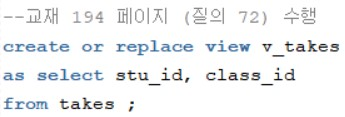 --교재 194 페이지 (질의 72) 수행
create or replace view v_takes
as select stu_id, class_id
from takes ;